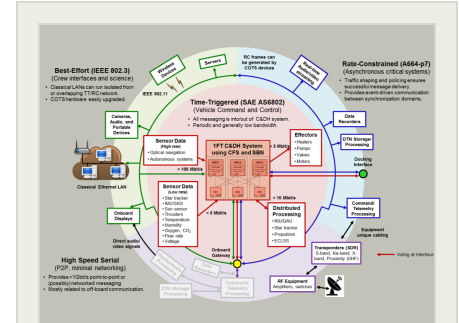 Best-Effort (IEEE 802.3)
(Crew interfaces and science)
• Classical LANs can run isolated from
or overlapping TT/RC network.
• COTS hardware easily upgraded.
Wireless
Devices
IEEE 802.11
Servers
RC frames can
be generated by
COTS devices
Real-time
Audio/video
streaming
Rate-Constrained (A664-p7)
(Asynchronous critical systems)
• Traffic shaping and policing ensures
successful message delivery.
• Provides event-driven communication
between synchronization domains.
Time-Triggered (SAE AS6802)
(Vehicle Command and Control)
• All messaging is into/out of C&DH system.
• Periodic and generally low bandwidth.
Cameras,
Audio, and
Portable
Devices
Classical Ethernet LAN
Onboard
Displays
Direct audio/
video signals
Sensor Data
(High rate)
• Optical navigation
• Autonomous systems
> 100 Mbit/s
1FT C&DH System
using CFS and SBN
Effectors
• Heaters
• Pumps
• Valves
• Motors
Sensor Data
(Low rate)
• Star tracker
• Sun sensor
• Thrusters
• Temperature
• Humidity
• Oxygen, CO2
• Flow rate
• Voltage
Distributed
Processing
• RIU/DAU
• Star tracker
• Propulsion
• ECLSS
Data
Recorders
DTN Storage
Processing
Docking
Interface
Command/
Telemetry
Processing
Equipment
unique cabling
Transponders (SDR)
S-band, Ka-band, X-
band, Proximity (UHF)
RF Equipment
Amplifiers, switches
Voting at Interface
Onboard
Gateway
High Speed Serial
(P2P, minimal networking)
• Provides >1Gbit/s point-to-point or
(possibly) networked messaging.
• Mostly related to off-board communication.
DTN Storage
Processing
Command/
Telemetry
Processing